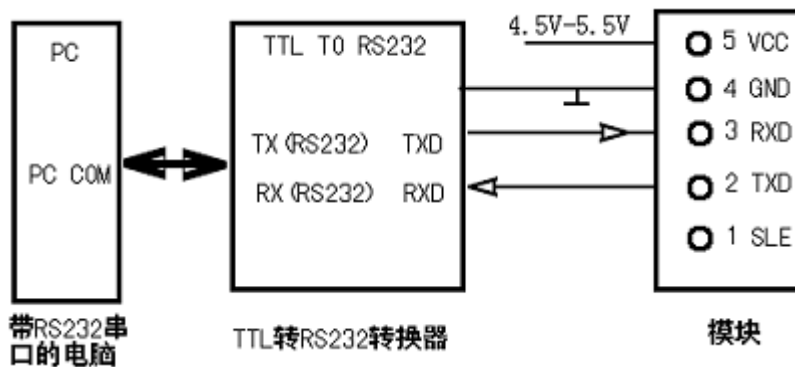 PC
PC COM
带RS232串
口的电脑
TTL TO RS232
TX(RS232) TXD
RX(RS232) RXD
TTL转RS232转换器
4.5V-5.5V
5 VCC
4 GND
3 RXD
2 TXD
1 SLE
模块